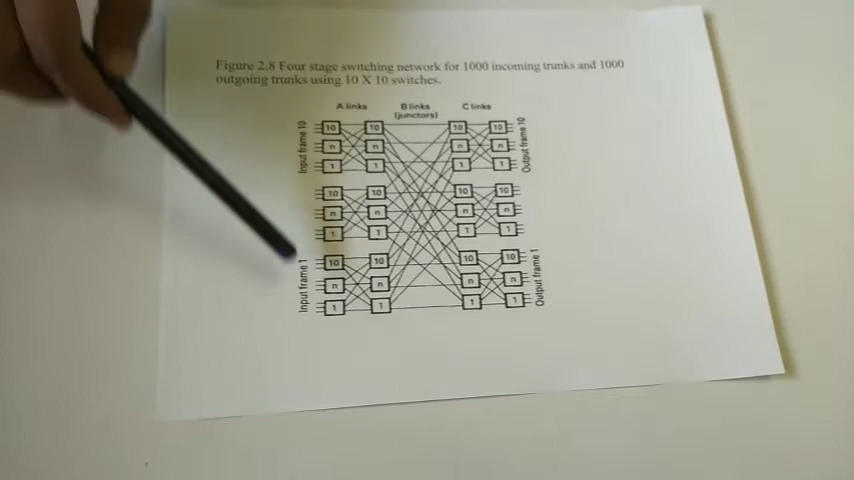 Figure 2.8 Four stage switching network for 1000 incoming trunks and 1000
outgoing trunks using 10 X 10 switches.
A links B links (junctors) C links
Input frame 10
10 10 10 10
n n n n
1 1 1 1
Output frame 10
10 10 10 10
n n n n
1 1 1 1
Input frame 1
10 10 10 10
n n n n
1 1 1 1
Output frame 1